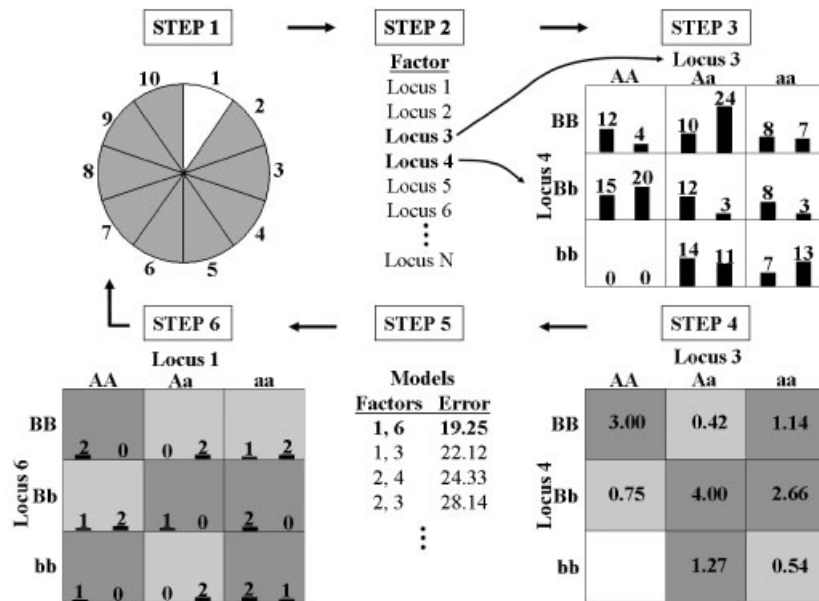 STEP 1
STEP 2
STEP 3
10
1
9
2
8
3
7
4
6
5
Factor
Locus 1
Locus 2
Locus 3
Locus 4
Locus 5
Locus 6
Locus N
Locus 3
AA Aa aa
Locus 4
BB 12 4 10 24 8 7
Bb 15 20 12 3 8 3
bb 0 0 14 11 7 13
STEP 6
STEP 5
STEP 4
Locus 1
AA Aa aa
Locus 6
BB 2 0 0 2 1 2
Bb 1 2 1 0 2 0
bb 1 0 0 2 2 1
Models
Factors Error
1, 6 19.25
1, 3 22.12
2, 4 24.33
2, 3 28.14
Locus 3
AA Aa aa
Locus 4
BB 3.00 0.42 1.14
Bb 0.75 4.00 2.66
bb 1.27 0.54